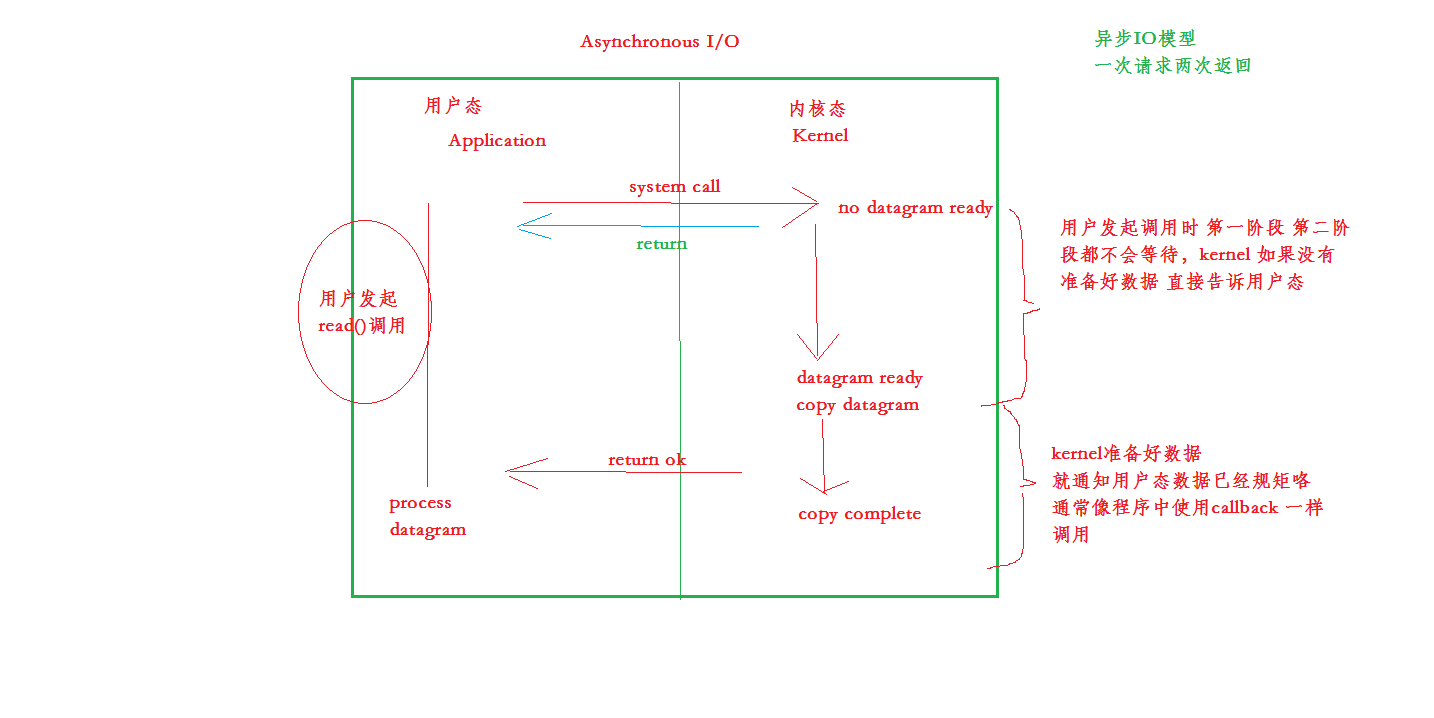 Asynchronous I/O
异步IO模型
一次请求两次返回
用户态
Application
内核态
Kernel
system call
no datagram ready
return
用户发起调用时 第一阶段 第二阶
段都不会等待，kernel 如果没有
准备好数据 直接告诉用户态
用户发起
read()调用
datagram ready
copy datagram
return ok
kernel准备好数据
就通知用户态数据已经规矩咯
通常像程序中使用callback 一样
调用
process
datagram
copy complete